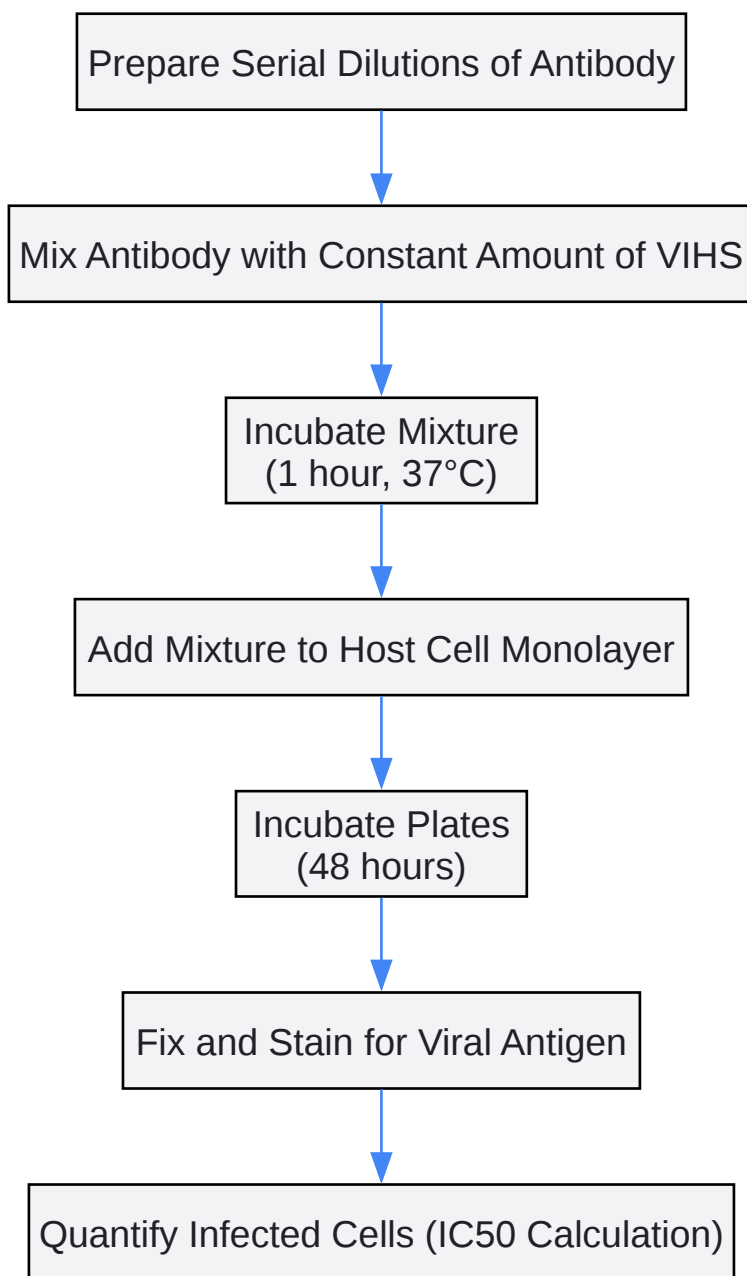 Prepare Serial Dilutions of Antibody
Mix Antibody with Constant Amount of VIHS
Incubate Mixture
(1 hour, 37°C)
Add Mixture to Host Cell Monolayer
Incubate Plates
(48 hours)
Fix and Stain for Viral Antigen
Quantify Infected Cells (IC50 Calculation)